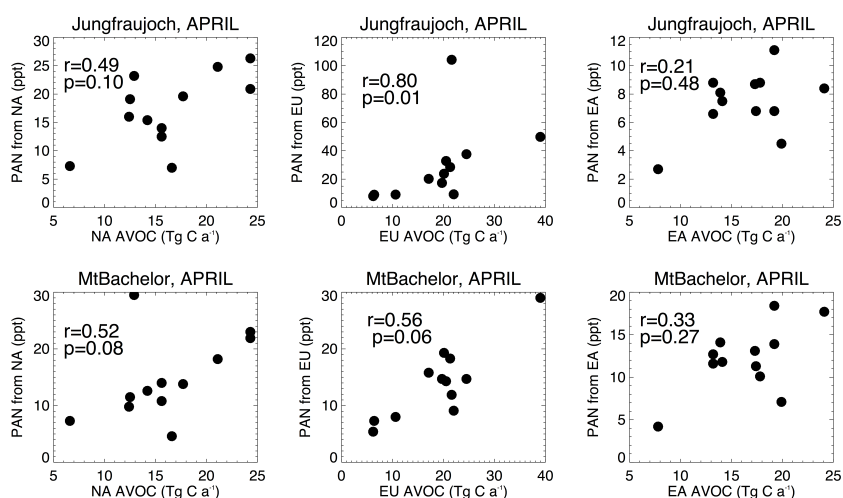 Jungfraujoch, APRIL
30
25
20
15
10
5
0
PAN from NA (ppt)
r=0.49
p=0.10
5 10 15 20 25
NA AVOC (Tg C a⁻¹)
Jungfraujoch, APRIL
120
100
80
60
40
20
0
PAN from EU (ppt)
r=0.80
p=0.01
0 10 20 30 40
EU AVOC (Tg C a⁻¹)
Jungfraujoch, APRIL
12
10
8
6
4
2
0
PAN from EA (ppt)
r=0.21
p=0.48
5 10 15 20 25
EA AVOC (Tg C a⁻¹)
MtBachelor, APRIL
30
20
10
0
PAN from NA (ppt)
r=0.52
p=0.08
5 10 15 20 25
NA AVOC (Tg C a⁻¹)
MtBachelor, APRIL
30
20
10
0
PAN from EU (ppt)
r=0.56
p=0.06
0 10 20 30 40
EU AVOC (Tg C a⁻¹)
MtBachelor, APRIL
20
15
10
5
0
PAN from EA (ppt)
r=0.33
p=0.27
5 10 15 20 25
EA AVOC (Tg C a⁻¹)